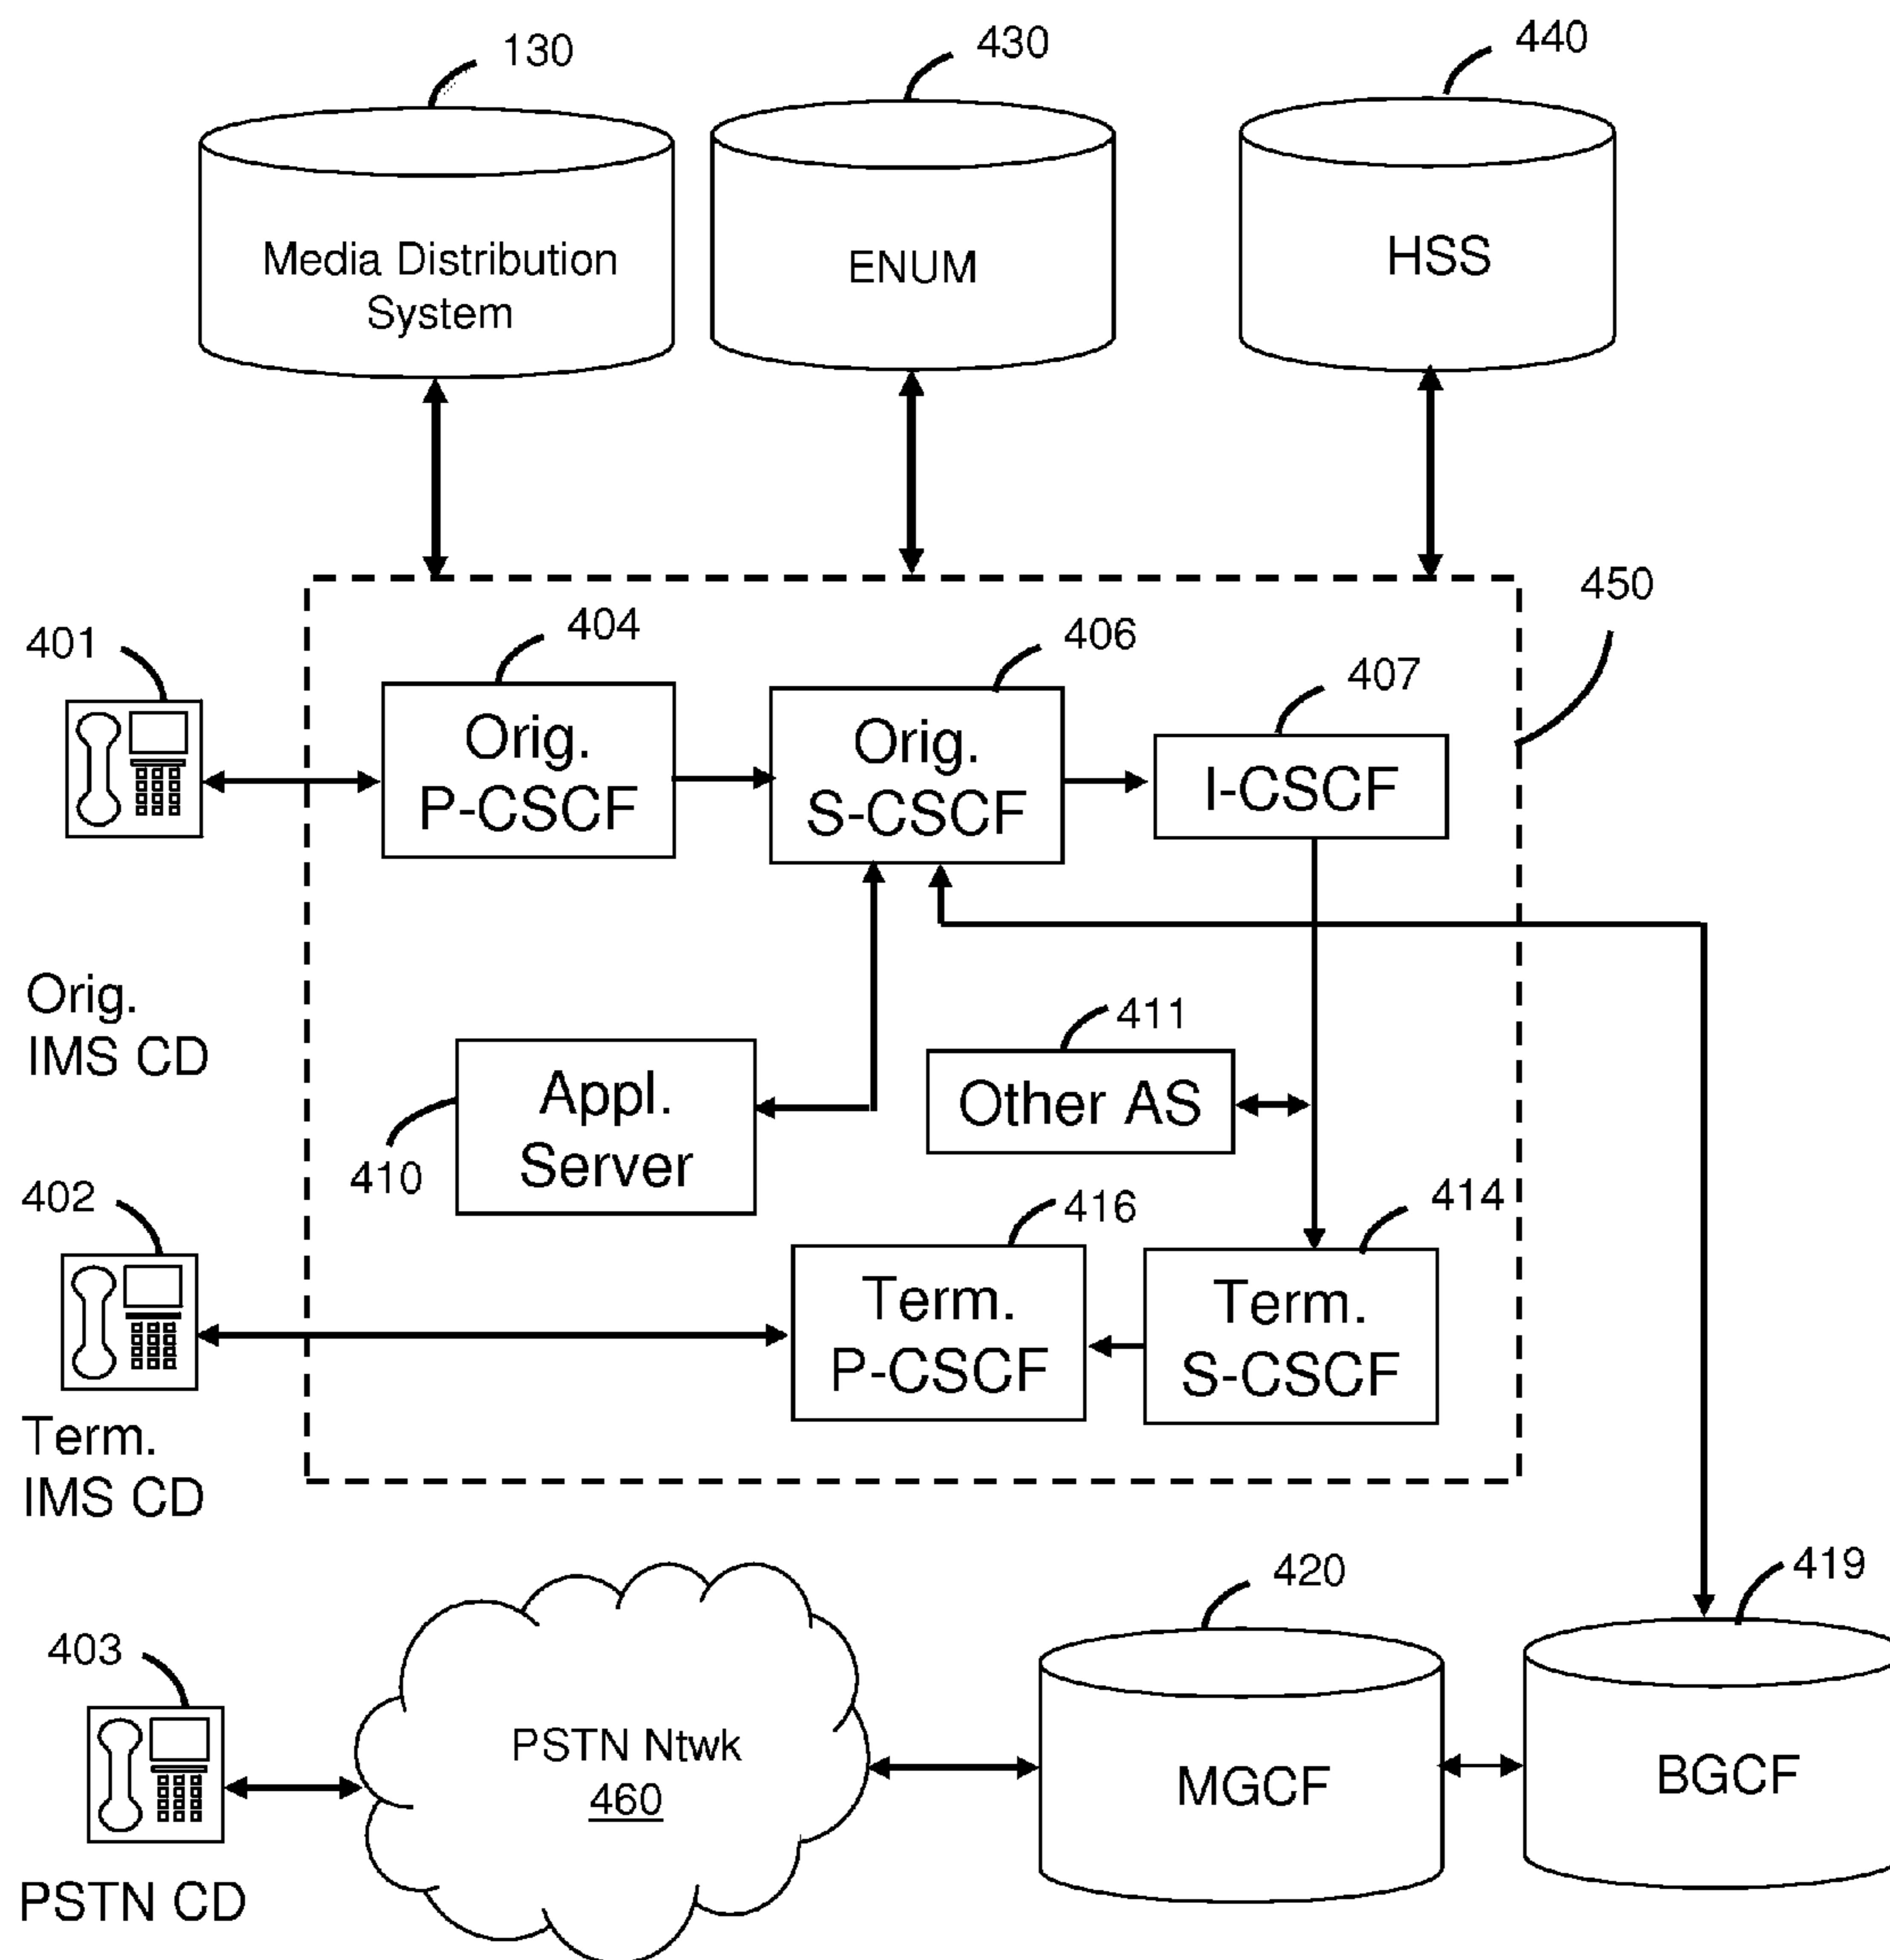 130
430
440
Media Distribution
System
ENUM
HSS
450
401
404
406
407
Orig.
P-CSCF
Orig.
S-CSCF
I-CSCF
Orig.
IMS CD
411
Other AS
Appl.
Server
410
402
416
414
Term.
P-CSCF
Term.
S-CSCF
Term.
IMS CD
420
419
403
PSTN Ntwk
460
MGCF
BGCF
PSTN CD